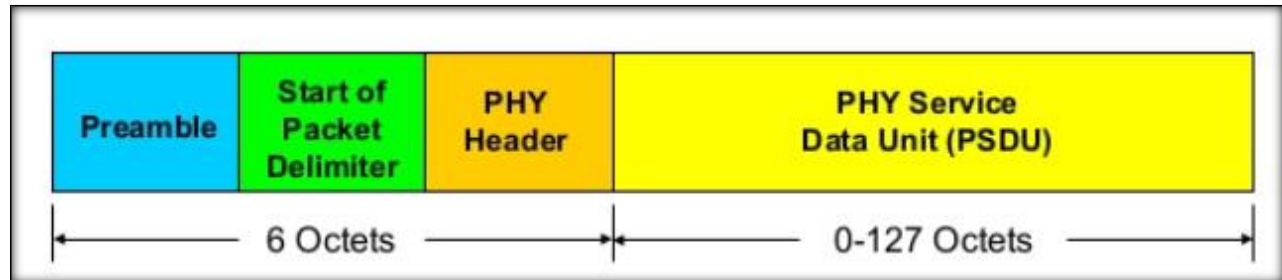 Preamble
Start of
Packet
Delimiter
PHY
Header
PHY Service
Data Unit (PSDU)
6 Octets
0-127 Octets